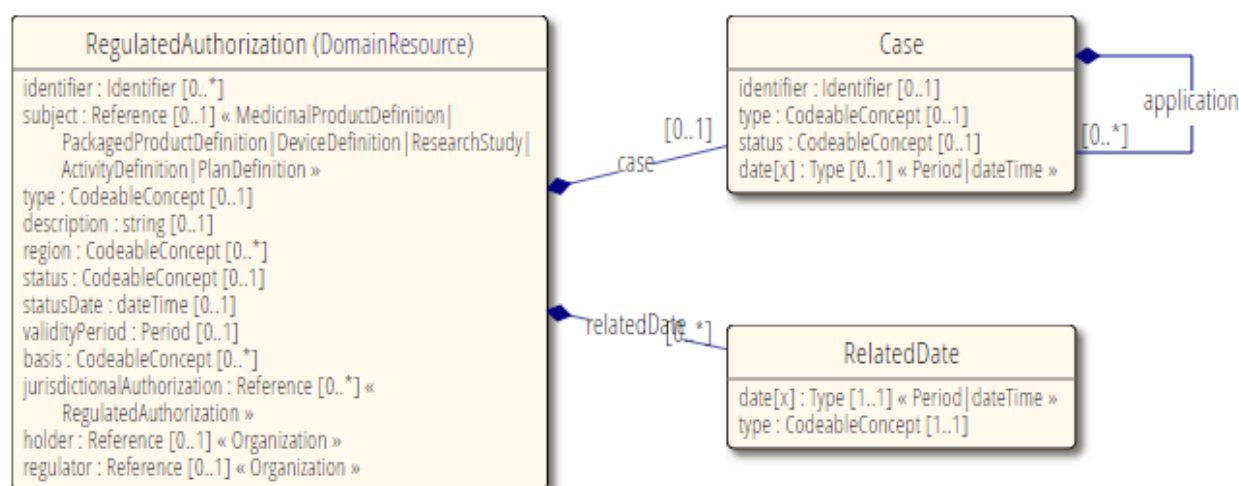 RegulatedAuthorization (DomainResource)
identifier : Identifier [0..*]
subject : Reference [0..1] « MedicinalProductDefinition|
PackagedProductDefinition|DeviceDefinition|ResearchStudy|
ActivityDefinition|PlanDefinition »
type : CodeableConcept [0..1]
description : string [0..1]
region : CodeableConcept [0..*]
status : CodeableConcept [0..1]
statusDate : dateTime [0..1]
validityPeriod : Period [0..1]
basis : CodeableConcept [0..*]
jurisdictionalAuthorization : Reference [0..*] «
RegulatedAuthorization »
holder : Reference [0..1] « Organization »
regulator : Reference [0..1] « Organization »
[0..1]
case
Case
identifier : Identifier [0..1]
type : CodeableConcept [0..1]
status : CodeableConcept [0..1]
date[x] : Type [0..1] « Period|dateTime »
application
[0..*]
relatedDate
[0..*]
RelatedDate
date[x] : Type [1..1] « Period|dateTime »
type : CodeableConcept [1..1]